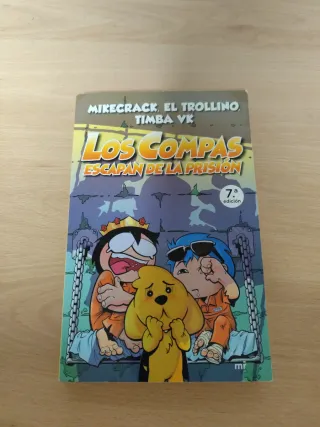 MIKECRACK, EL TROLLINO
TIMBA VK
LOS COMPAS
ESCAPAN DE LA PRISIÓN
7.ª
edición
mr